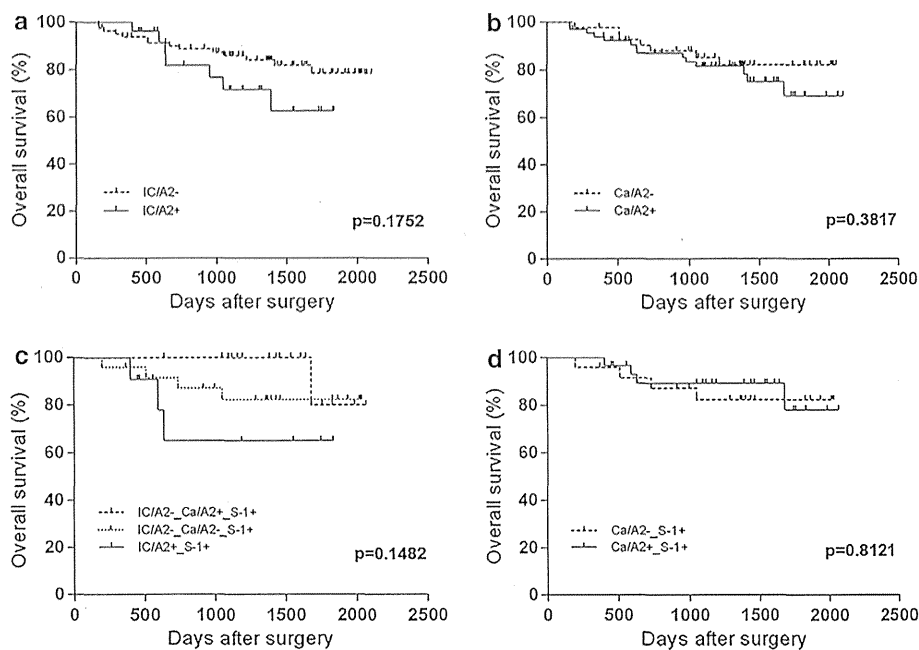 a
Overall survival (%)
100
80
60
40
20
0
IC/A2-
IC/A2+
p=0.1752
0 500 1000 1500 2000 2500
Days after surgery
b
Overall survival (%)
100
80
60
40
20
0
Ca/A2-
Ca/A2+
p=0.3817
0 500 1000 1500 2000 2500
Days after surgery
c
Overall survival (%)
100
80
60
40
20
0
IC/A2-_Ca/A2+_S-1+
IC/A2-_Ca/A2-_S-1+
IC/A2+_S-1+
p=0.1482
0 500 1000 1500 2000 2500
Days after surgery
d
Overall survival (%)
100
80
60
40
20
0
Ca/A2-_S-1+
Ca/A2+_S-1+
p=0.8121
0 500 1000 1500 2000 2500
Days after surgery